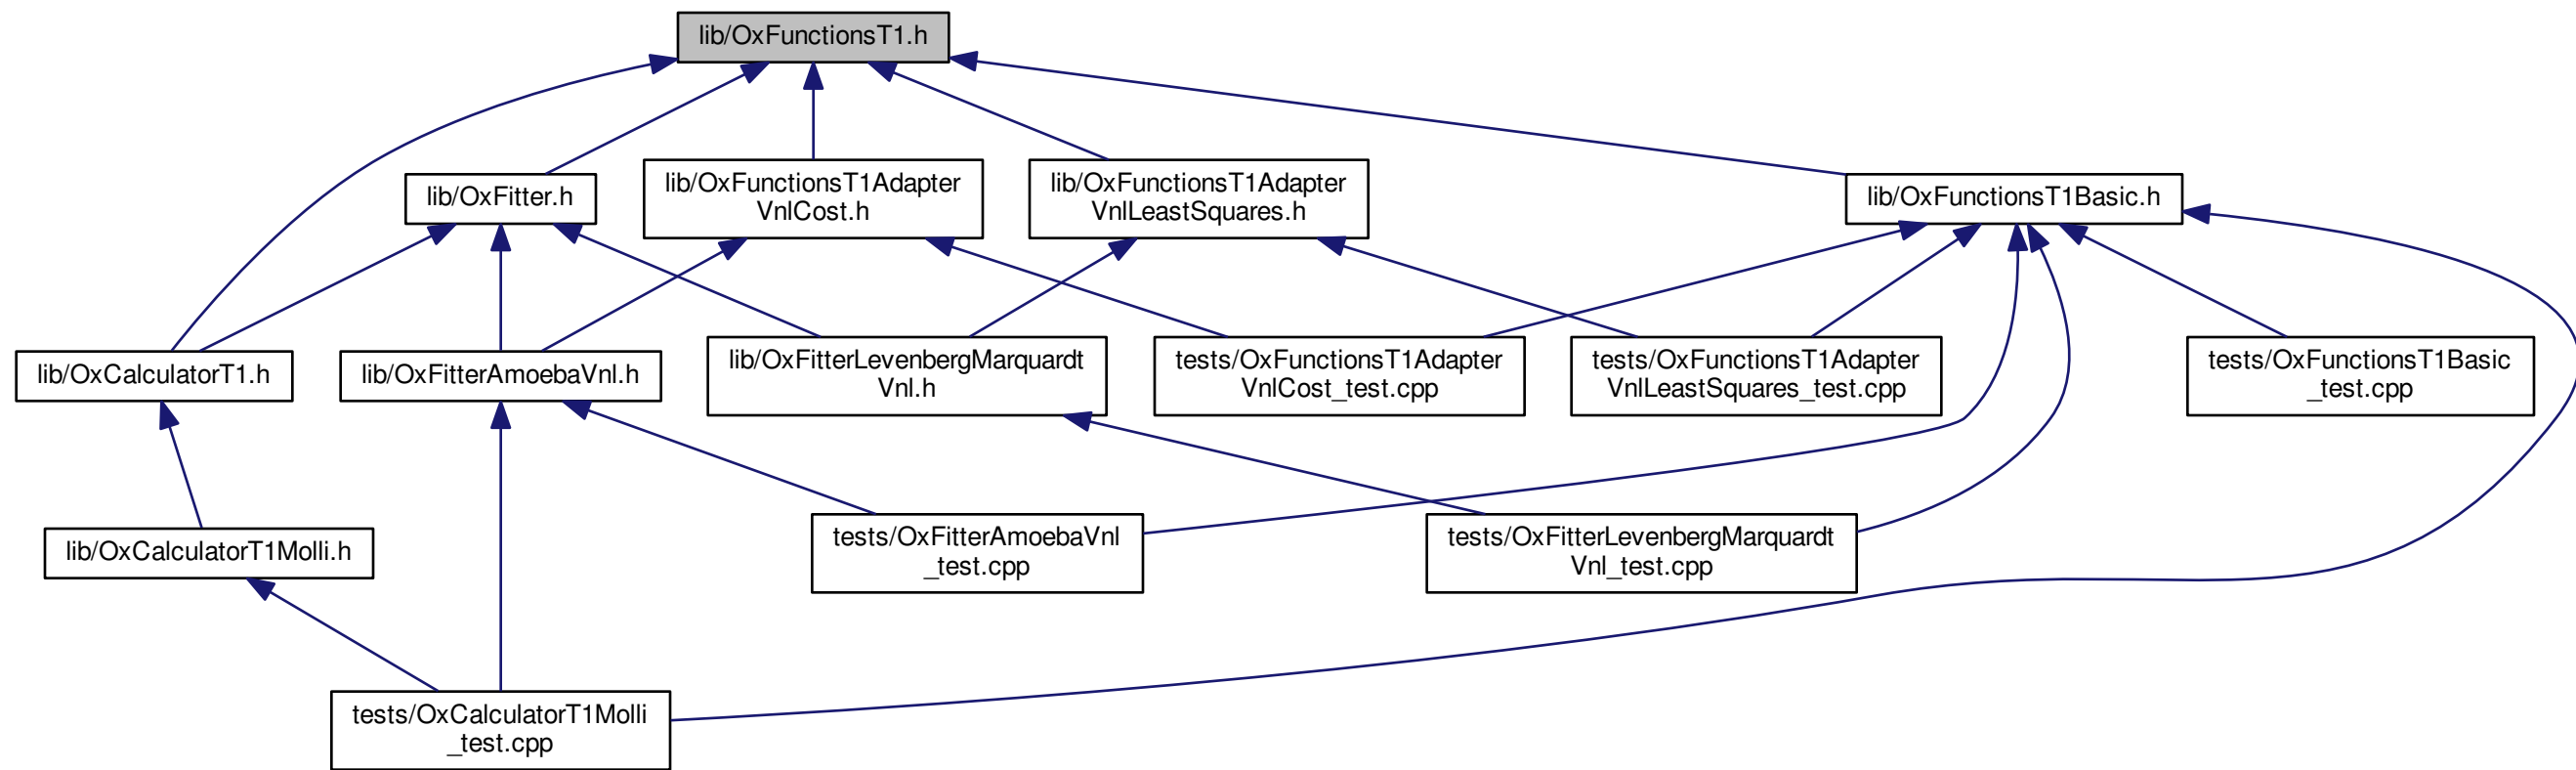 lib/OxFunctionsT1.h
lib/OxFitter.h
lib/OxFunctionsT1Adapter
VnlCost.h
lib/OxFunctionsT1Adapter
VnlLeastSquares.h
lib/OxFunctionsT1Basic.h
lib/OxCalculatorT1.h
lib/OxFitterAmoebaVnl.h
lib/OxFitterLevenbergMarquardt
Vnl.h
tests/OxFunctionsT1Adapter
VnlCost_test.cpp
tests/OxFunctionsT1Adapter
VnlLeastSquares_test.cpp
tests/OxFunctionsT1Basic
_test.cpp
lib/OxCalculatorT1Molli.h
tests/OxFitterAmoebaVnl
_test.cpp
tests/OxFitterLevenbergMarquardt
Vnl_test.cpp
tests/OxCalculatorT1Molli
_test.cpp